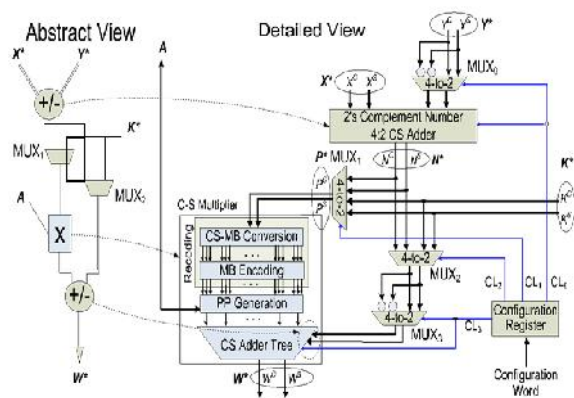 Abstract View
X*
Y*
+/-
K*
MUX1
MUX2
A
X
+/-
W*
Detailed View
A
Y*
MUX0
4-to-2
X*
2's Complement Number
4:2 CS Adder
P*
MUX1
N*
K*
4-to-2
C-S Multiplier
Recoding
CS-MB Conversion
MB Encoding
PP Generation
CS Adder Tree
4-to-2
MUX2
4-to-2
MUX3
CL2
CL1
CL0
CL3
Configuration
Register
Configuration
Word
W*